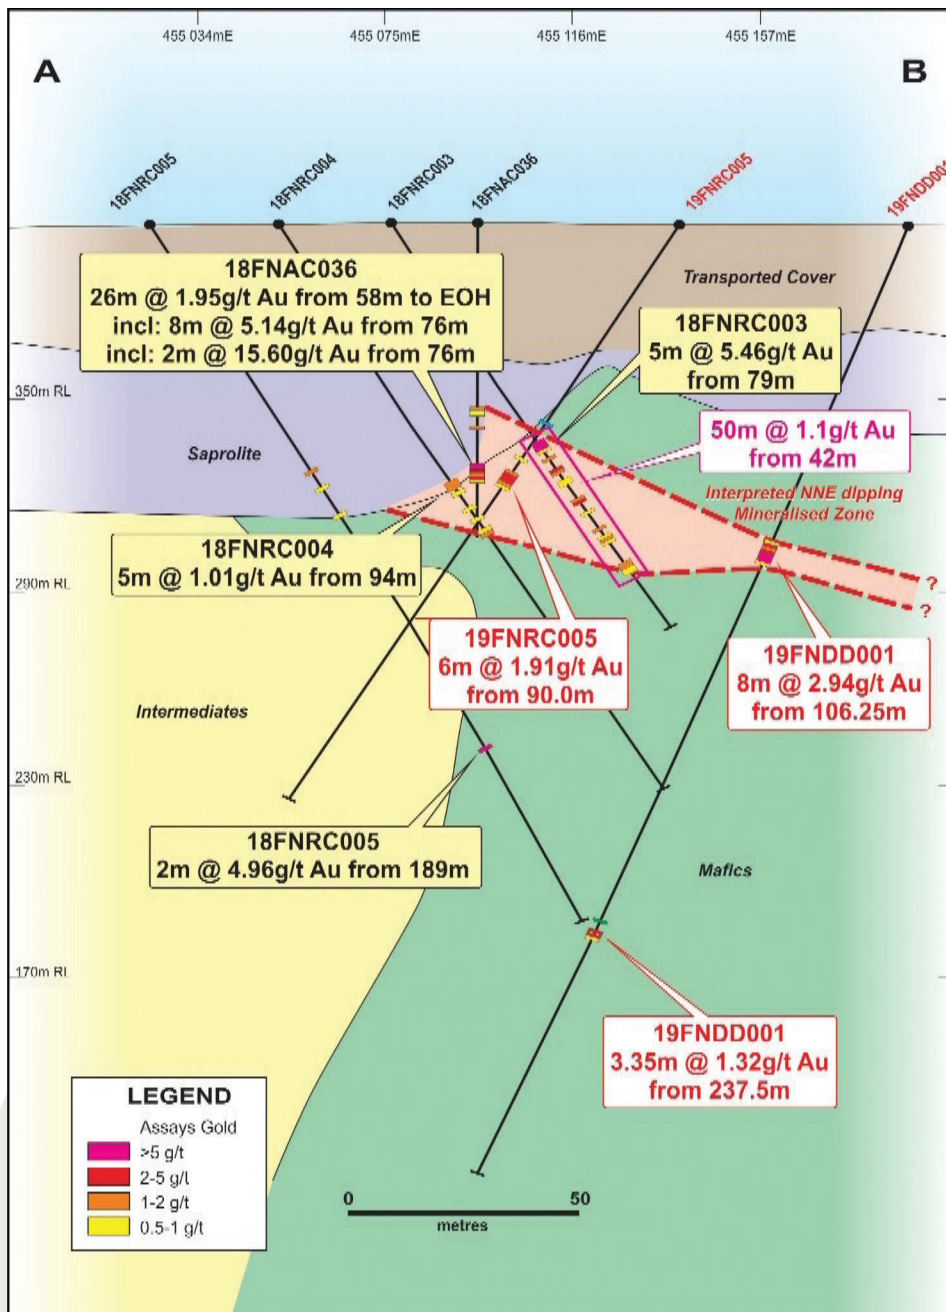 455 034mE
455 075mE
455 116mE
455 157mE
A
B
18FNRC005
18FNRC004
18FNRC003
18FNAC036
19FNRC005
19FNDD001
18FNAC036
26m @ 1.95g/t Au from 58m to EOH
incl: 8m @ 5.14g/t Au from 76m
incl: 2m @ 15.60g/t Au from 76m
Transported Cover
18FNRC003
5m @ 5.46g/t Au
from 79m
350m RL
50m @ 1.1g/t Au
from 42m
Saprolite
Interpreted NNE dipping
Mineralised Zone
18FNRC004
5m @ 1.01g/t Au from 94m
290m RL
?
?
19FNRC005
6m @ 1.91g/t Au
from 90.0m
19FNDD001
8m @ 2.94g/t Au
from 106.25m
Intermediates
230m RL
18FNRC005
2m @ 4.96g/t Au from 189m
Mafics
170m RL
19FNDD001
3.35m @ 1.32g/t Au
from 237.5m
LEGEND
Assays Gold
>5 g/t
2-5 g/t
1-2 g/t
0.5-1 g/t
0
50
metres